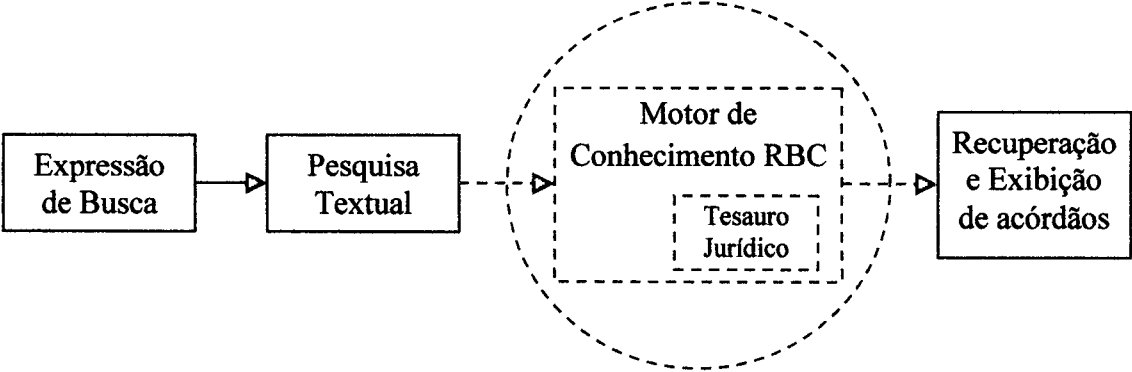 Expressão
de Busca
Pesquisa
Textual
Motor de
Conhecimento RBC
Tesauro
Jurídico
Recuperação
e Exibição
de acórdãos